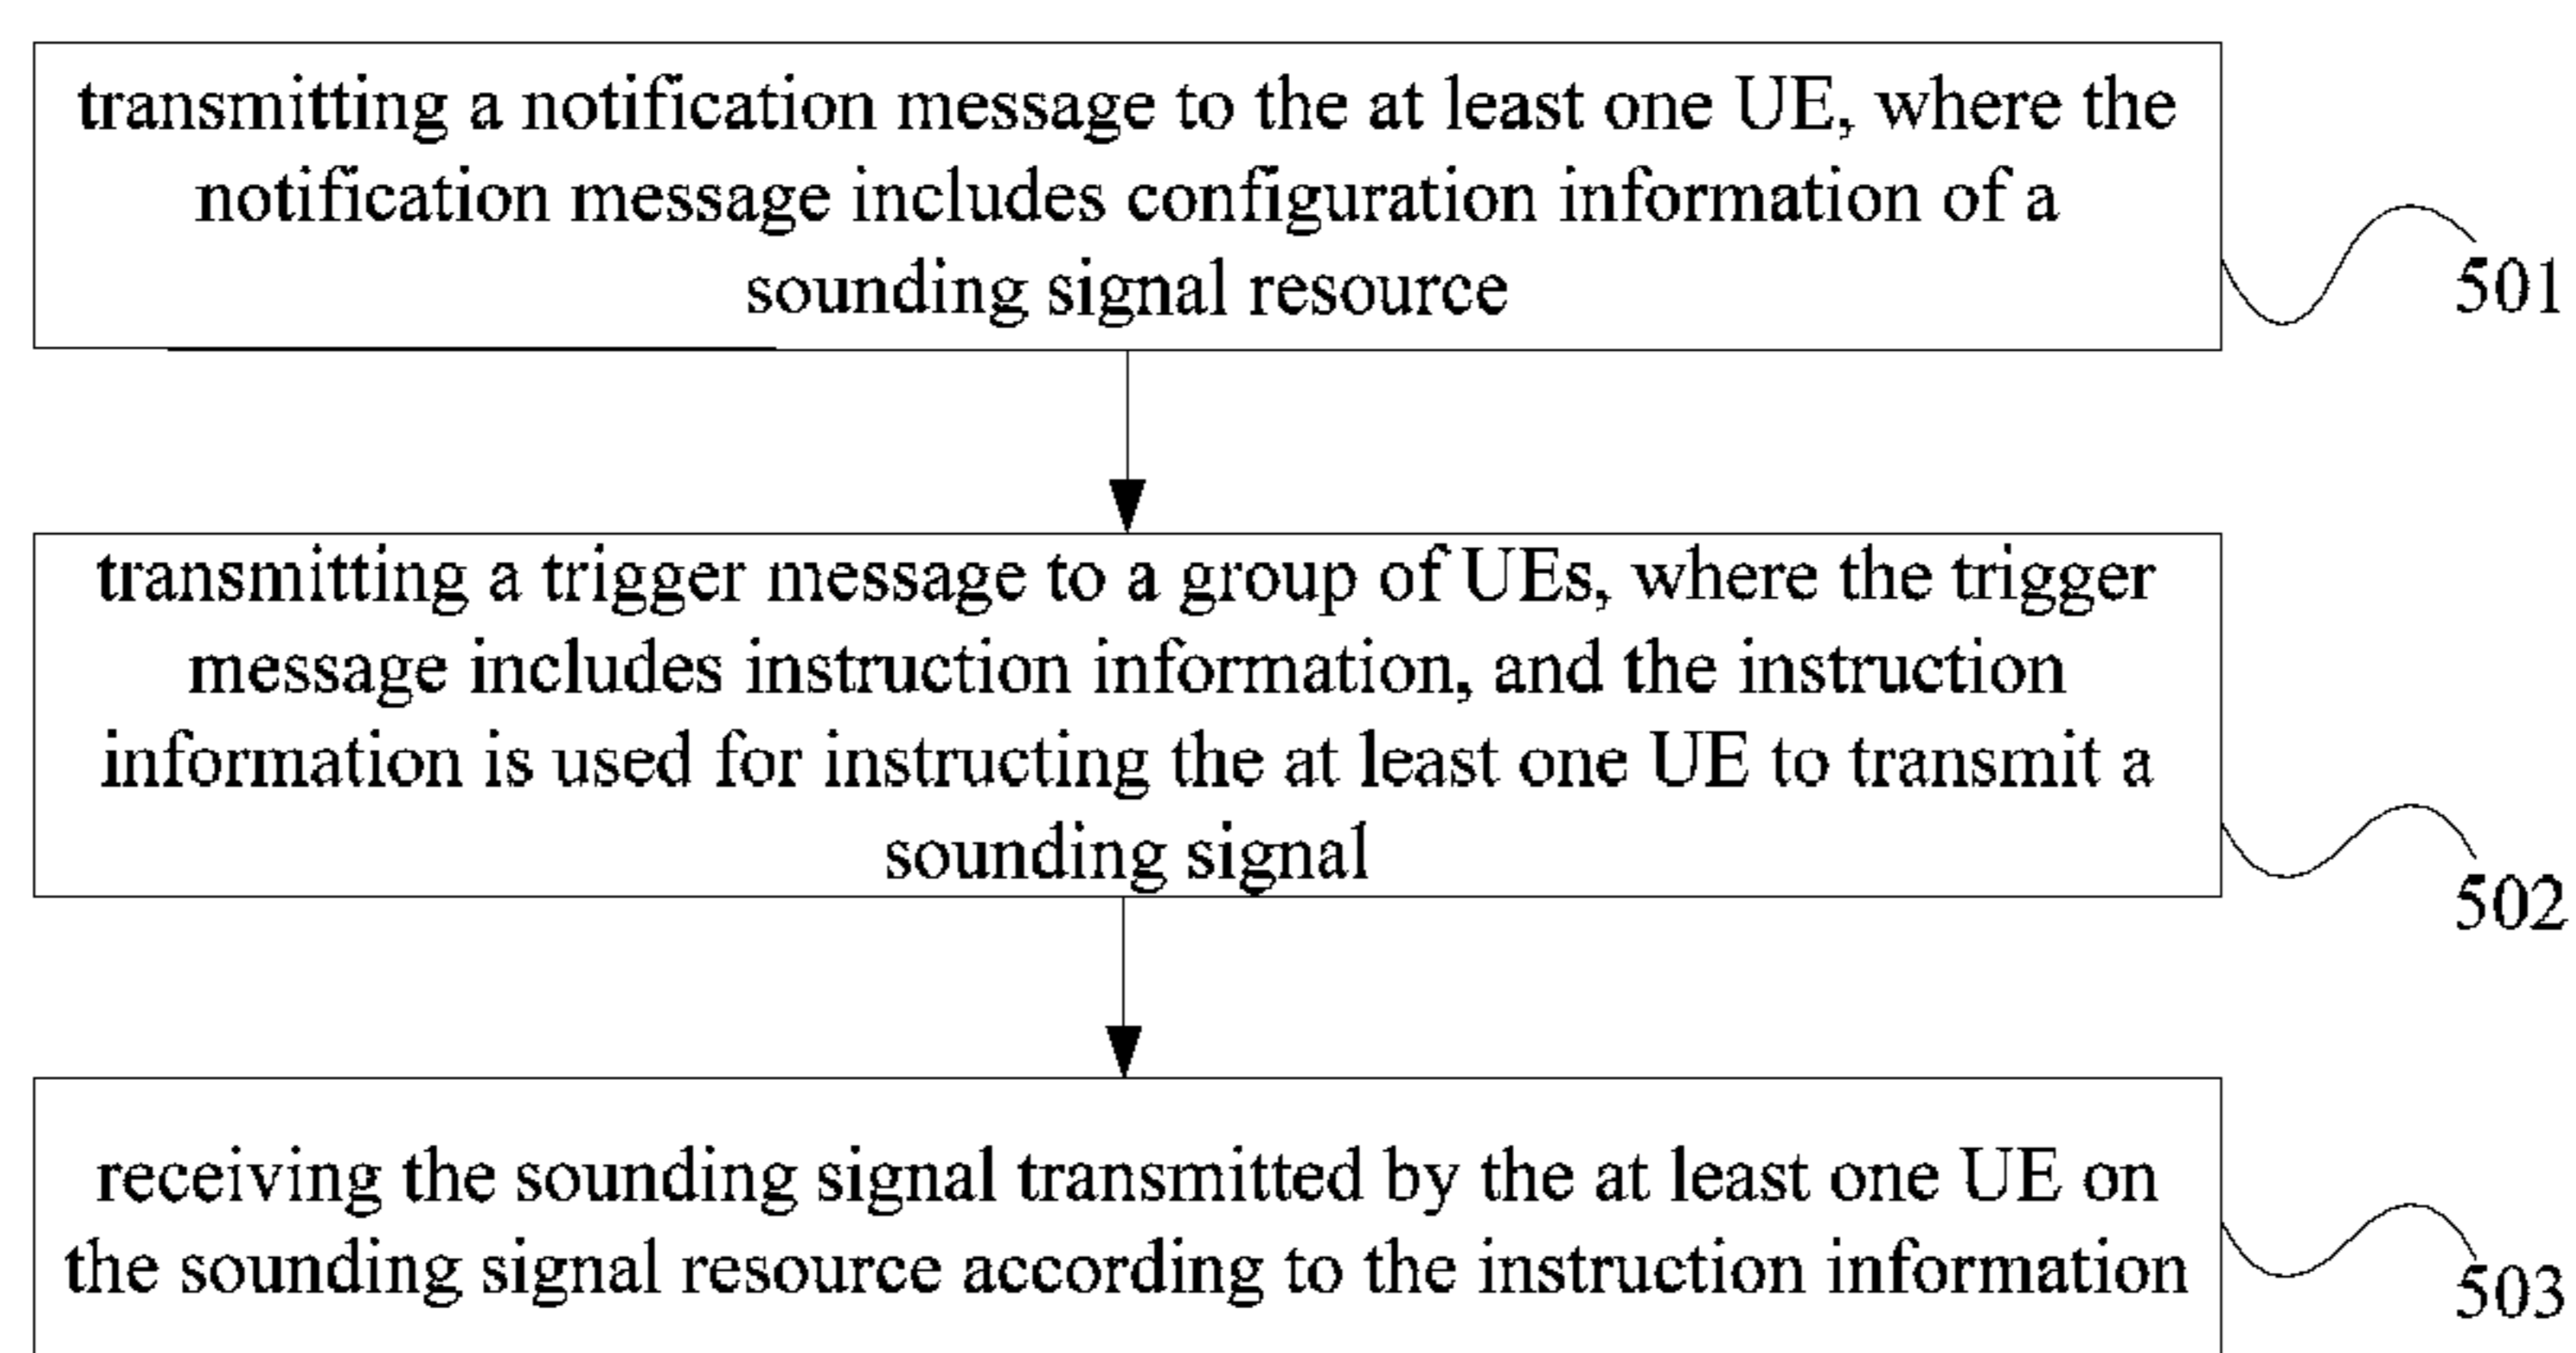 transmitting a notification message to the at least one UE, where the
notification message includes configuration information of a
sounding signal resource
501
transmitting a trigger message to a group of UEs, where the trigger
message includes instruction information, and the instruction
information is used for instructing the at least one UE to transmit a
sounding signal
502
receiving the sounding signal transmitted by the at least one UE on
the sounding signal resource according to the instruction information
503